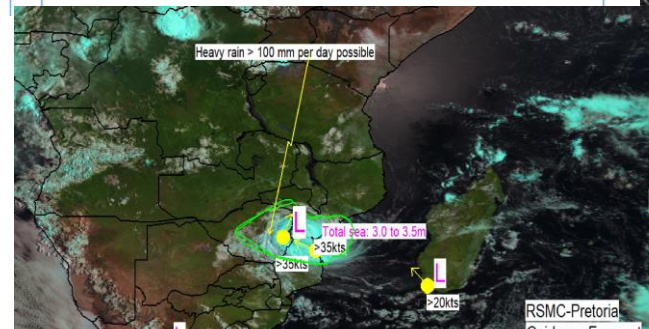 Heavy rain > 100 mm per day possible
L
Total sea: 3.0 to 3.5m
>35kts
>35kts
L
>20kts
RSMC-Pretoria